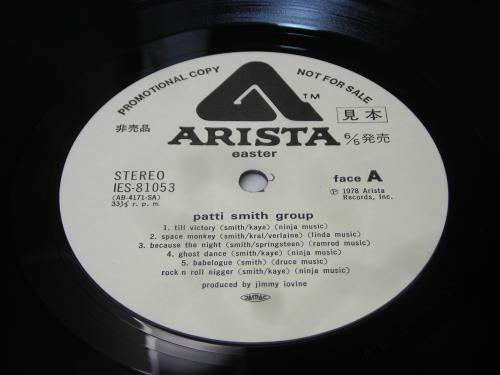 PROMOTIONAL COPY NOT FOR SALE
TM
非売品 見本
ARISTA 6/5発売
easter
STEREO face A
IES-81053
(AB-4171-SA) Ⓟ 1978 Arista
33⅓ r. p. m. Records, Inc.
patti smith group
1. till victory (smith/kaye) (ninja music)
2. space monkey (smith/kral/verlaine) (linda music)
3. because the night (smith/springsteen) (ramrod music)
4. ghost dance (smith/kaye) (ninja music)
5. babelogue (smith) (druce music)
rock n roll nigger (smith/kaye) (ninja music)
produced by jimmy iovine
JASRAC